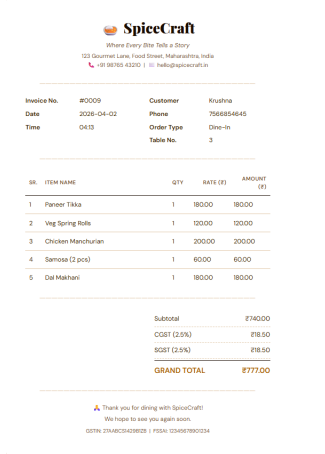 SpiceCraft
Where Every Bite Tells a Story
123 Gourmet Lane, Food Street, Maharashtra, India
+91 98765 43210 | hello@spicecraft.in
Invoice No. #0009 Customer Krushna
Date 2026-04-02 Phone 7566854645
Time 04:13 Order Type Dine-In
Table No. 3
SR. ITEM NAME QTY RATE (₹) AMOUNT (₹)
1 Paneer Tikka 1 180.00 180.00
2 Veg Spring Rolls 1 120.00 120.00
3 Chicken Manchurian 1 200.00 200.00
4 Samosa (2 pcs) 1 60.00 60.00
5 Dal Makhani 1 180.00 180.00
Subtotal ₹740.00
CGST (2.5%) ₹18.50
SGST (2.5%) ₹18.50
GRAND TOTAL ₹777.00
Thank you for dining with SpiceCraft!
We hope to see you again soon.
GSTIN: | FSSAI: 12345678901234